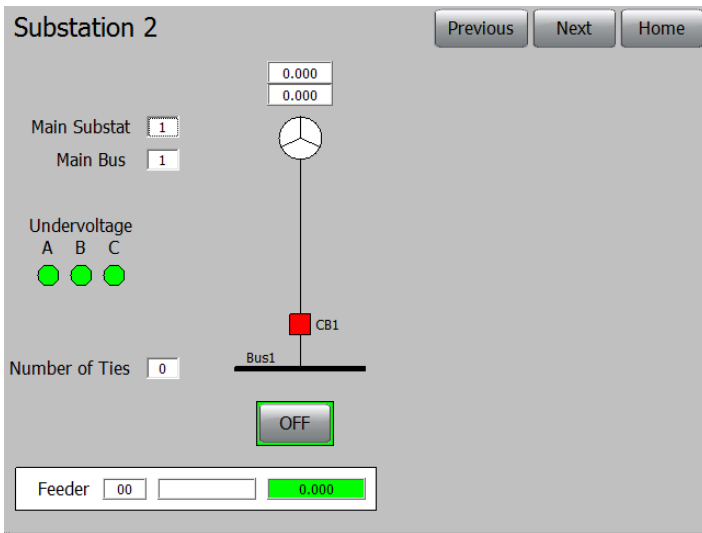 Substation 2
Previous
Next
Home
0.000
0.000
Main Substat 1
Main Bus 1
Undervoltage
A B C
CB1
Bus1
Number of Ties 0
OFF
Feeder 00 0.000